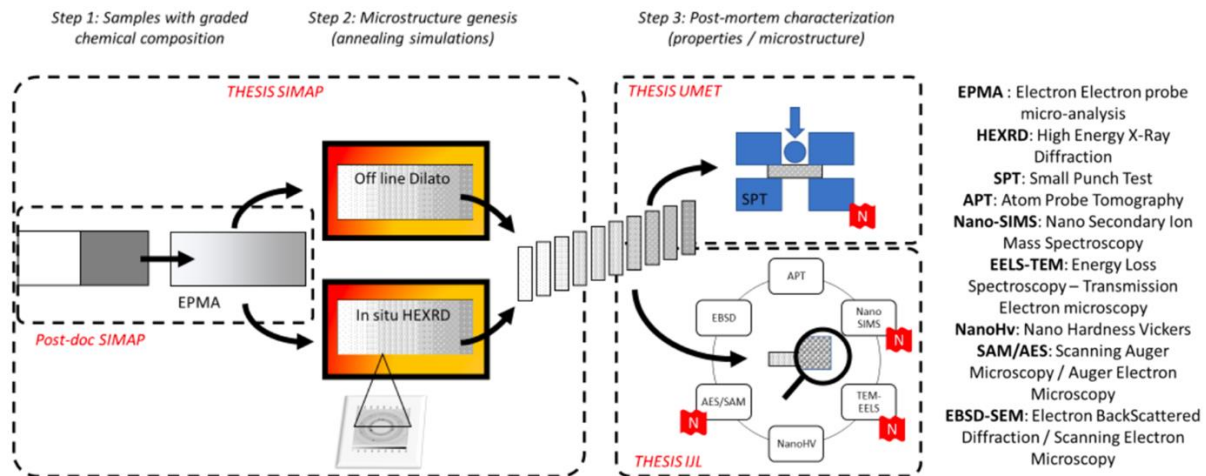 Step 1: Samples with graded
chemical composition
Step 2: Microstructure genesis
(annealing simulations)
Step 3: Post-mortem characterization
(properties / microstructure)
THESIS SIMAP
Off line Dilato
EPMA
In situ HEXRD
Post-doc SIMAP
THESIS UMET
SPT
N
APT
EBSD
Nano
SIMS
N
AES/SAM
N
TEM-
EELS
N
NanoHV
THESIS IJL
EPMA : Electron Electron probe
micro-analysis
HEXRD: High Energy X-Ray
Diffraction
SPT: Small Punch Test
APT: Atom Probe Tomography
Nano-SIMS: Nano Secondary Ion
Mass Spectroscopy
EELS-TEM: Energy Loss
Spectroscopy – Transmission
Electron microscopy
NanoHv: Nano Hardness Vickers
SAM/AES: Scanning Auger
Microscopy / Auger Electron
Microscopy
EBSD-SEM: Electron BackScattered
Diffraction / Scanning Electron
Microscopy